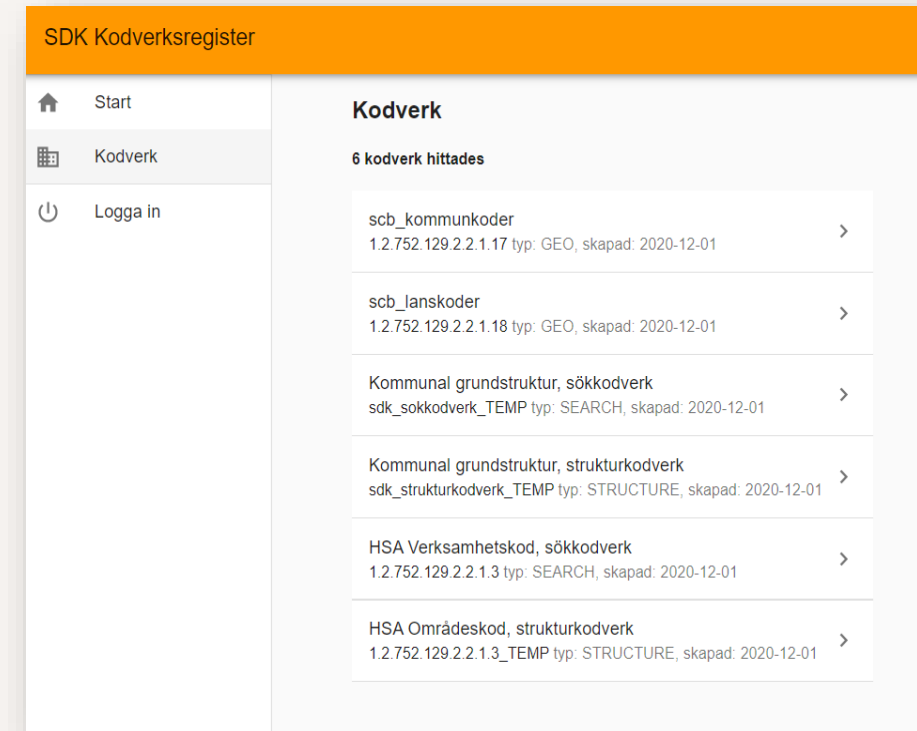 SDK Kodverksregister
Start
Kodverk
Logga in
Kodverk
6 kodverk hittades
scb_kommunkoder
1.2.752.129.2.2.1.17 typ: GEO, skapad: 2020-12-01
scb_lanskoder
1.2.752.129.2.2.1.18 typ: GEO, skapad: 2020-12-01
Kommunal grundstruktur, sökkodverk
sdk_sokkodverk_TEMP typ: SEARCH, skapad: 2020-12-01
Kommunal grundstruktur, strukturkodverk
sdk_strukturkodverk_TEMP typ: STRUCTURE, skapad: 2020-12-01
HSA Verksamhetskod, sökkodverk
1.2.752.129.2.2.1.3 typ: SEARCH, skapad: 2020-12-01
HSA Områdeskod, strukturkodverk
1.2.752.129.2.2.1.3_TEMP typ: STRUCTURE, skapad: 2020-12-01